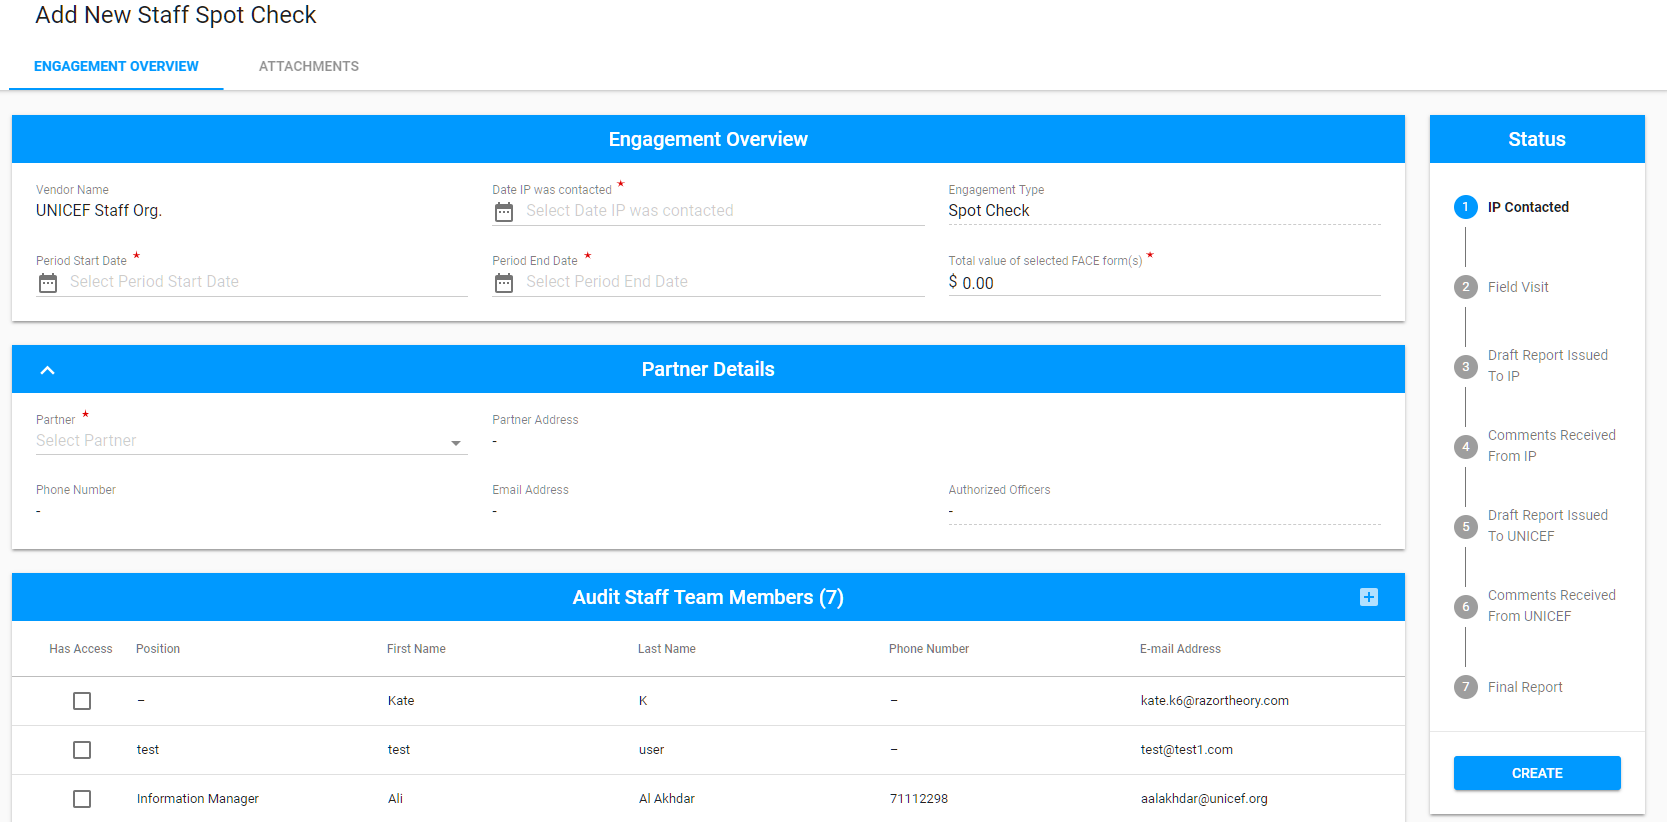 Add New Staff Spot Check
ENGAGEMENT OVERVIEW ATTACHMENTS
Engagement Overview
Vendor Name
UNICEF Staff Org.
Date IP was contacted *
Select Date IP was contacted
Engagement Type
Spot Check
Period Start Date *
Select Period Start Date
Period End Date *
Select Period End Date
Total value of selected FACE form(s) *
$ 0.00
Partner Details
Partner *
Select Partner
Partner Address
-
Phone Number
-
Email Address
-
Authorized Officers
-
Audit Staff Team Members (7)
Has Access Position First Name Last Name Phone Number E-mail Address
– Kate K – kate.k6@razortheory.com
test test user – test@test1.com
Information Manager Ali Al Akhdar 71112298 aalakhdar@unicef.org
Status
1 IP Contacted
2 Field Visit
3 Draft Report Issued
To IP
4 Comments Received
From IP
5 Draft Report Issued
To UNICEF
6 Comments Received
From UNICEF
7 Final Report
CREATE